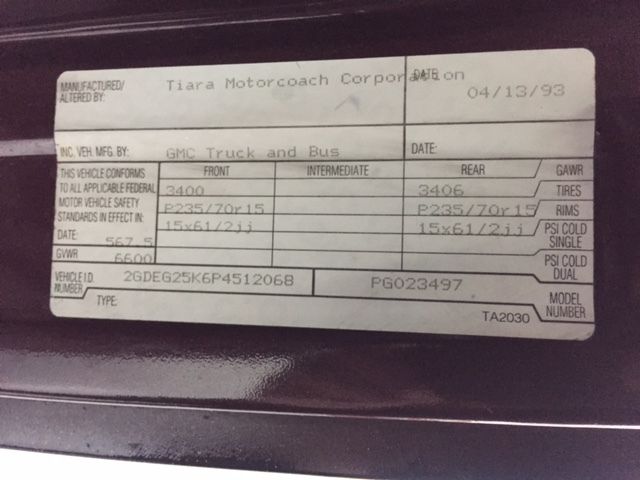 MANUFACTURED/ Tiara Motorcoach Corporation DATE
ALTERED BY: 04/13/93
INC. VEH. MFG. BY: GMC Truck and Bus DATE:
THIS VEHICLE CONFORMS FRONT INTERMEDIATE REAR GAWR
TO ALL APPLICABLE FEDERAL 3400 3406 TIRES
MOTOR VEHICLE SAFETY P235/70r15 P235/70r15 RIMS
STANDARDS IN EFFECT IN: 15x61/2jj 15x61/2jj PSI COLD SINGLE
DATE: 567.5
GVWR 6600 PSI COLD DUAL
VEHICLE I.D. NUMBER 2GDEG25K6P4512068 PG023497 MODEL NUMBER
TYPE: TA2030